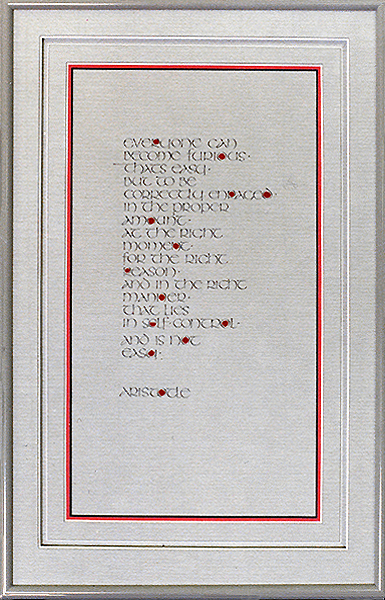 everyone can
become furious.
thats easy.
but to be
correctly enraged.
in the proper
amount.
at the right
moment.
for the right
reason.
and in the right
manner.
that lies
in self-control.
and is not
easy.
aristotle